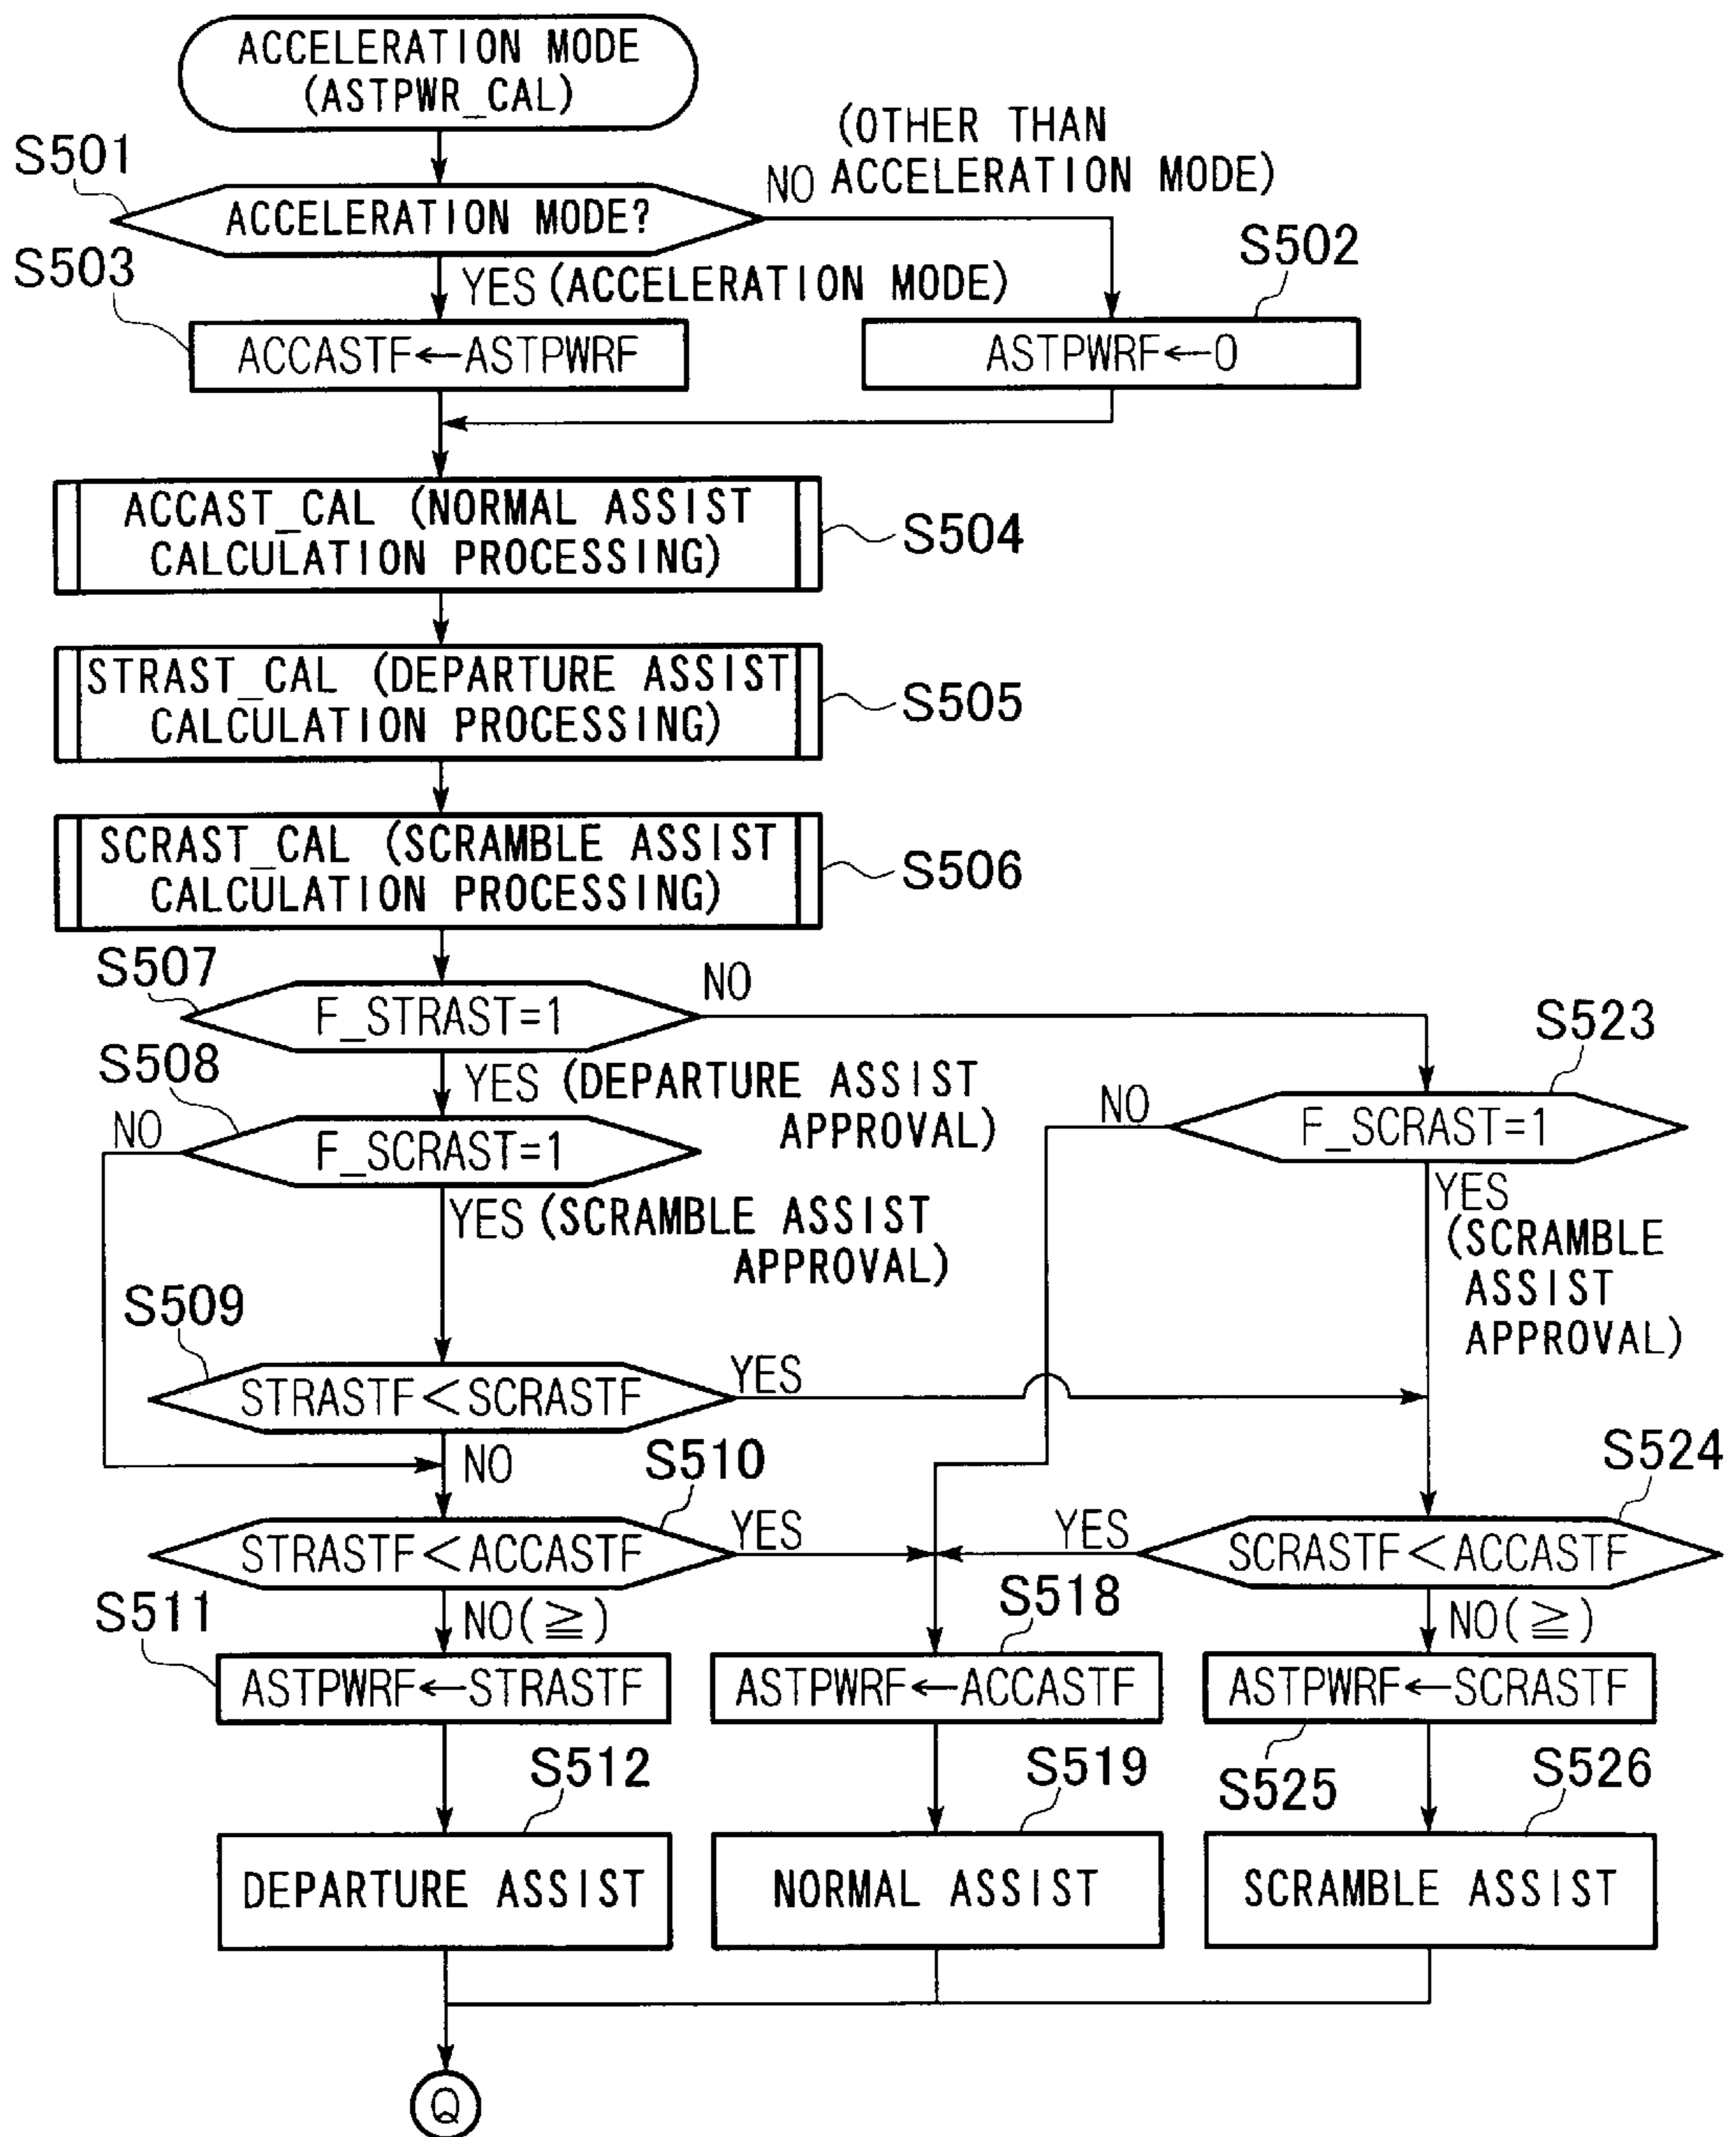 ACCELERATION MODE
(ASTPWR_CAL)
(OTHER THAN
NO ACCELERATION MODE)
S501
ACCELERATION MODE?
S503
YES (ACCELERATION MODE)
S502
ACCASTF←ASTPWRF
ASTPWRF←0
ACCAST_CAL (NORMAL ASSIST
CALCULATION PROCESSING)
S504
STRAST_CAL (DEPARTURE ASSIST
CALCULATION PROCESSING)
S505
SCRAST_CAL (SCRAMBLE ASSIST
CALCULATION PROCESSING)
S506
S507
F_STRAST=1
NO
S523
S508
YES (DEPARTURE ASSIST
APPROVAL)
NO
F_SCRAST=1
NO
F_SCRAST=1
YES (SCRAMBLE ASSIST
APPROVAL)
YES
(SCRAMBLE
ASSIST
APPROVAL)
S509
STRASTF<SCRASTF
YES
NO
S510
S524
STRASTF<ACCASTF
YES
YES
SCRASTF<ACCASTF
S511
NO(≧)
S518
NO(≧)
ASTPWRF←STRASTF
ASTPWRF←ACCASTF
ASTPWRF←SCRASTF
S512
S519
S525
S526
DEPARTURE ASSIST
NORMAL ASSIST
SCRAMBLE ASSIST
Q